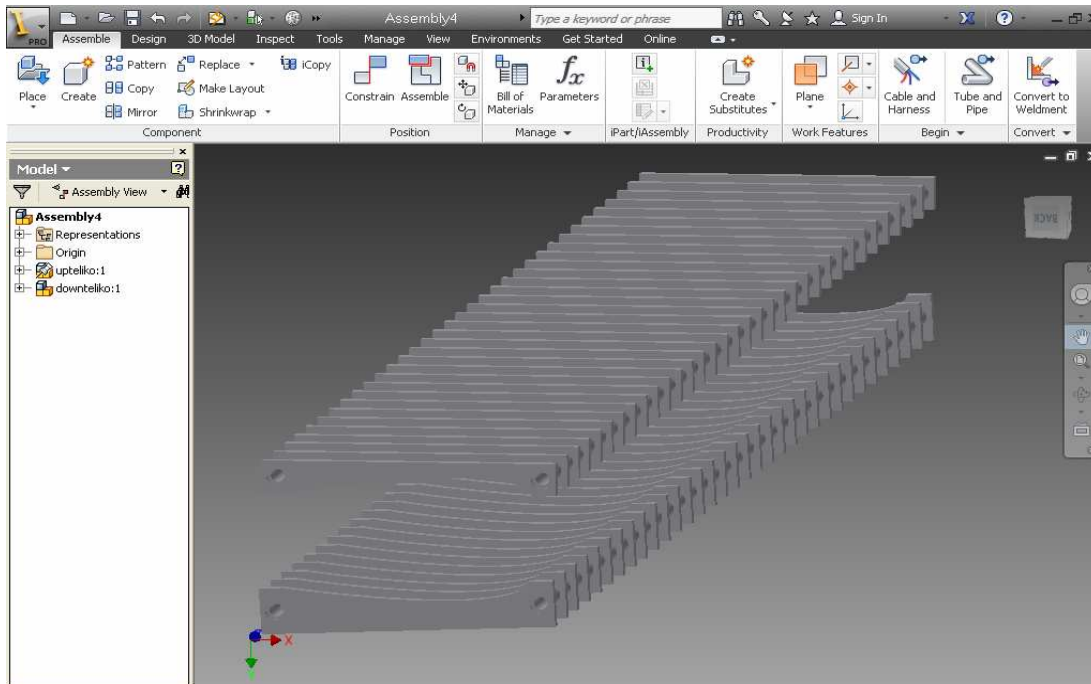 Assembly4 Type a keyword or phrase Sign In
PRO Assemble Design 3D Model Inspect Tools Manage View Environments Get Started Online
Place Create Pattern Copy Mirror Replace Make Layout Shrinkwrap iCopy Constrain Assemble Bill of Materials Parameters Create Substitutes Plane Cable and Harness Tube and Pipe Convert to Weldment
Component Position Manage iPart/iAssembly Productivity Work Features Begin Convert
Model
Assembly View
Assembly4
Representations
Origin
upteliko:1
downteliko:1
BACK
X
Y